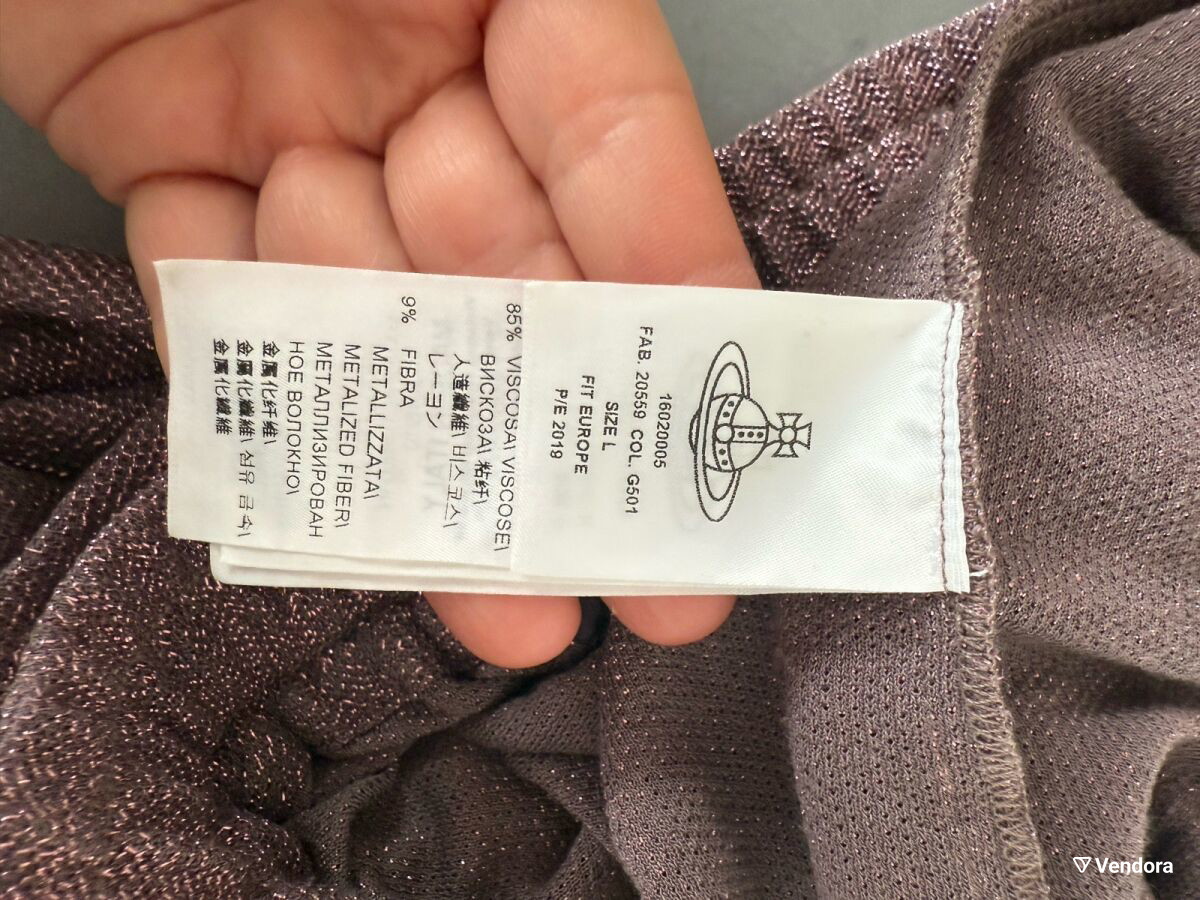 16020005
FAB. 20559 COL. G501
SIZE L
FIT EUROPE
P/E 2019
85% VISCOSA\ VISCOSE\
ВИСКОЗА\ 粘纤\
人造纖維\ 비스코스\
レーヨン
9% FIBRA
METALLIZZATA\
METALIZED FIBER\
МЕТАЛЛИЗИРОВАН
НОЕ ВОЛОКНО\
金属化纤维\
金屬化纖維\ 섬유 금속\
金属化繊維
Vendora